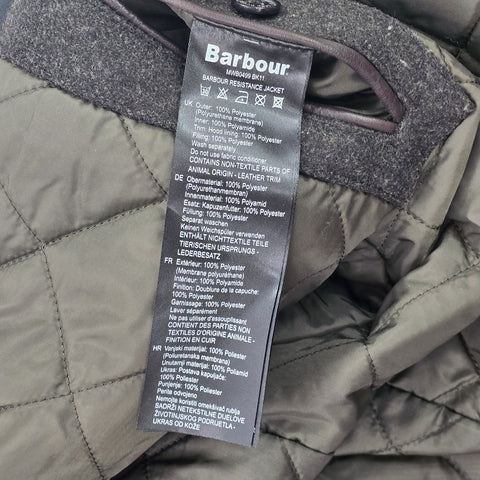 Barbour
MWB0499 BK11
BARBOUR RESISTANCE JACKET
UK Outer: 100% Polyester
(Polyurethane membrane)
Inner: 100% Polyamide
Trim: Hood lining: 100% Polyester
Filling: 100% Polyester
Wash separately
Do not use fabric conditioner
CONTAINS NON-TEXTILE PARTS OF
ANIMAL ORIGIN - LEATHER TRIM
DE Obermaterial: 100% Polyester
(Polyurethanmembran)
Innenmaterial: 100% Polyamid
Ersatz: Kapuzenfutter: 100% Polyester
Füllung: 100% Polyester
Separat waschen
Keinen Weichspüler verwenden
ENTHÄLT NICHTTEXTILE TEILE
TIERISCHEN URSPRUNGS -
LEDERBESATZ
FR Extérieur: 100% Polyester
(Membrane polyuréthane)
Intérieur: 100% Polyamide
Finition: Doublure de la capuche:
100% Polyester
Garnissage: 100% Polyester
Laver séparément
Ne pas utiliser d'assouplissant
CONTIENT DES PARTIES NON
TEXTILES D'ORIGINE ANIMALE -
FINITION EN CUIR
HR Vanjski materijal: 100% Poliester
(Poliuretanska membrana)
Unutarnji materijal: 100% Poliamid
Ukras: Postava kapuljače:
100% Poliester
Punjenje: 100% Poliester
Perite odvojeno
Nemojte koristiti omekšivač rublja
SADRŽI NETEKSTILNE DIJELOVE
ŽIVOTINJSKOG PODRIJETLA -
UKRAS OD KOŽE